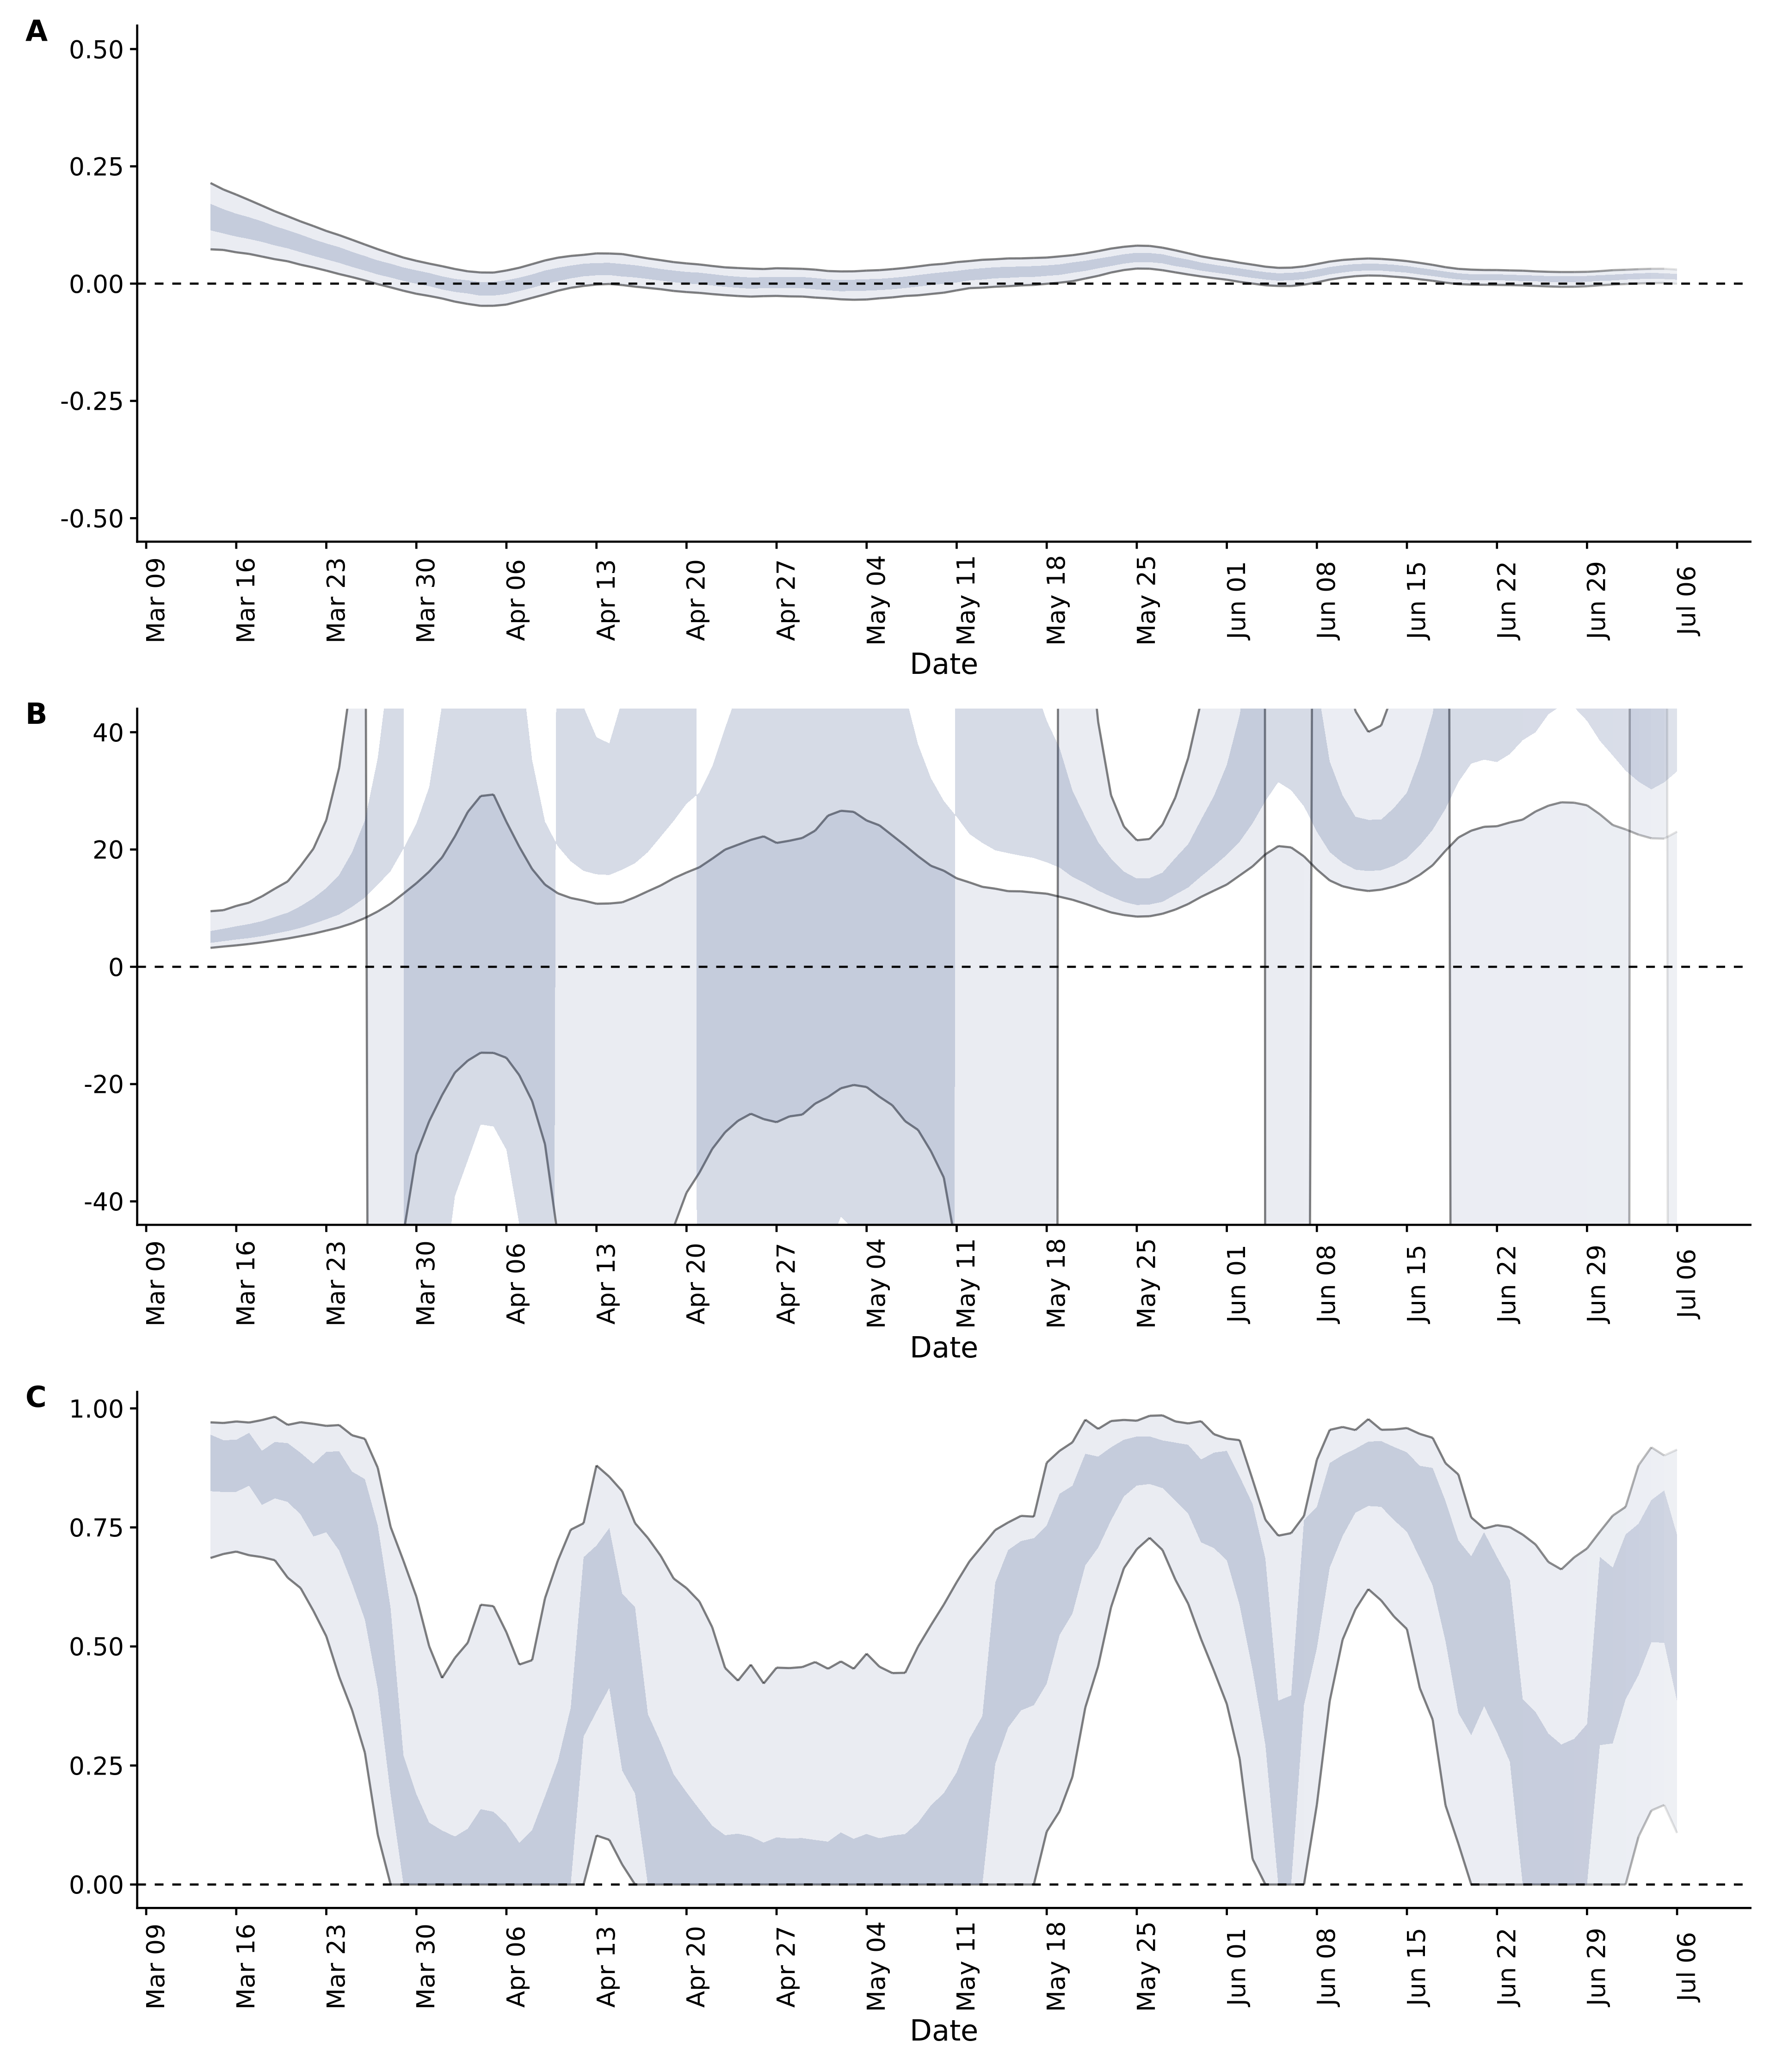 A
0.50
0.25
0.00
-0.25
-0.50
Mar 09
Mar 16
Mar 23
Mar 30
Apr 06
Apr 13
Apr 20
Apr 27
May 04
May 11
May 18
May 25
Jun 01
Jun 08
Jun 15
Jun 22
Jun 29
Jul 06
Date
B
40
20
0
-20
-40
Mar 09
Mar 16
Mar 23
Mar 30
Apr 06
Apr 13
Apr 20
Apr 27
May 04
May 11
May 18
May 25
Jun 01
Jun 08
Jun 15
Jun 22
Jun 29
Jul 06
Date
C
1.00
0.75
0.50
0.25
0.00
Mar 09
Mar 16
Mar 23
Mar 30
Apr 06
Apr 13
Apr 20
Apr 27
May 04
May 11
May 18
May 25
Jun 01
Jun 08
Jun 15
Jun 22
Jun 29
Jul 06
Date